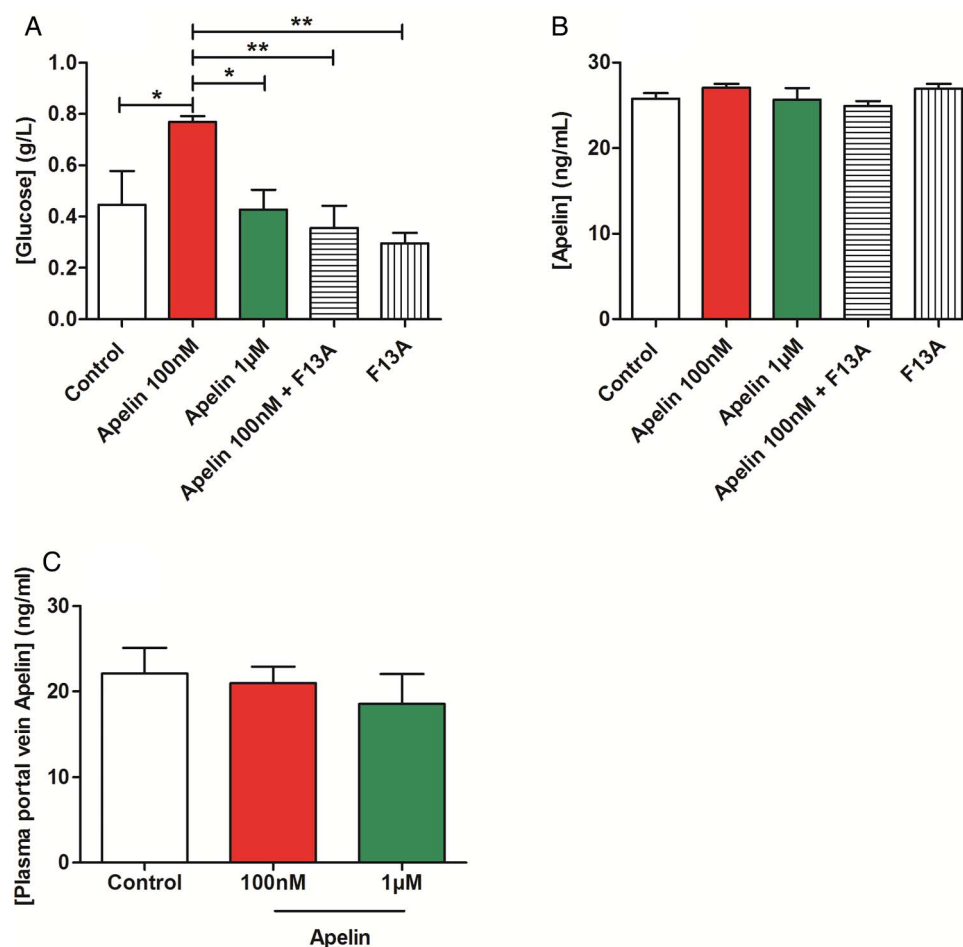 A
**
**
*
*
[Glucose] (g/L)
1.0
0.8
0.6
0.4
0.2
0.0
Control
Apelin 100nM
Apelin 1µM
Apelin 100nM + F13A
F13A
B
[Apelin] (ng/mL)
30
20
10
0
Control
Apelin 100nM
Apelin 1µM
Apelin 100nM + F13A
F13A
C
[Plasma portal vein Apelin] (ng/ml)
30
20
10
0
Control
100nM
1µM
Apelin